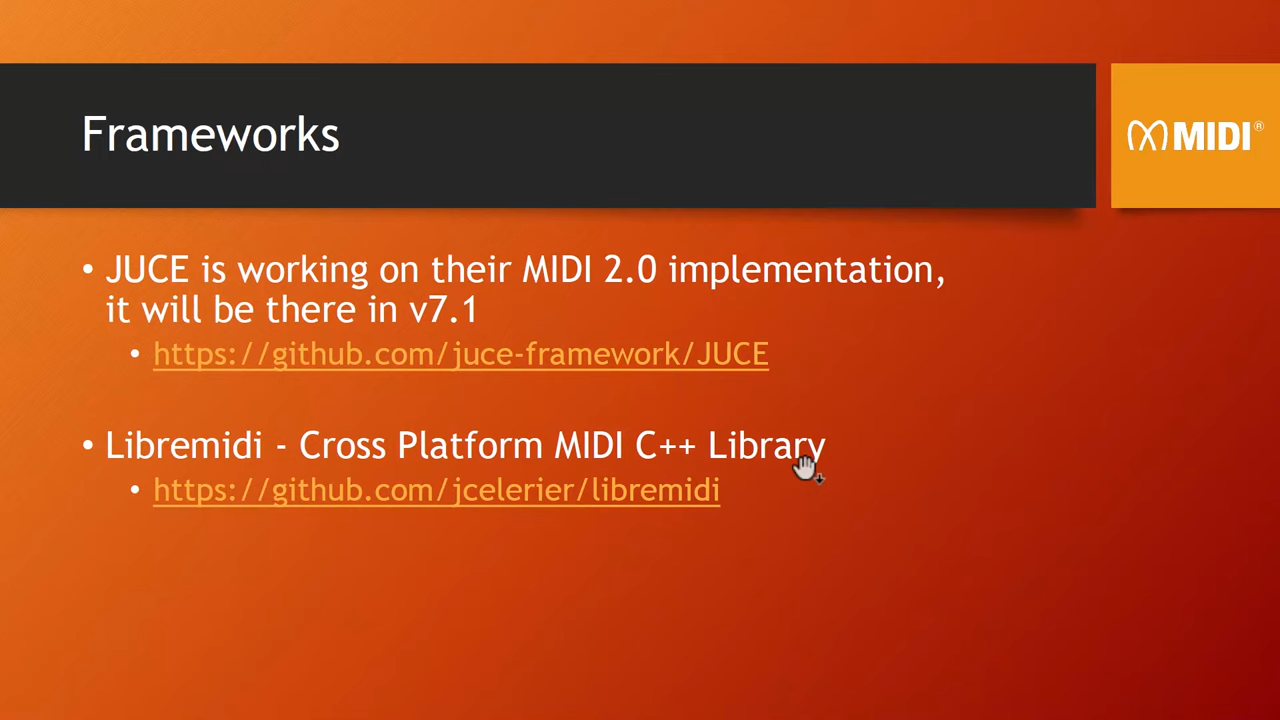 Frameworks
MIDI®
• JUCE is working on their MIDI 2.0 implementation,
it will be there in v7.1
• https://github.com/juce-framework/JUCE
• Libremidi - Cross Platform MIDI C++ Library
• https://github.com/jcelerier/libremidi